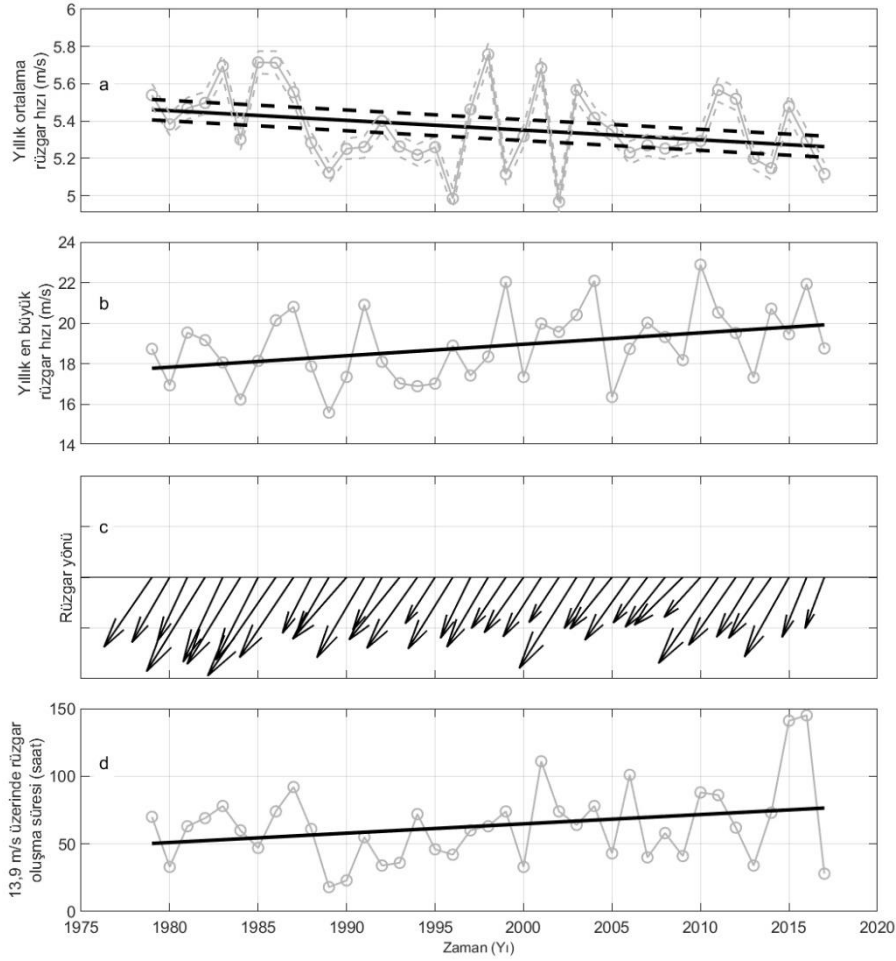 6
5.8
5.6
5.4
5.2
5
Yıllık ortalama
rüzgar hızı (m/s)
a
24
22
20
18
16
14
Yıllık en büyük
rüzgar hızı (m/s)
b
Rüzgar yönü
c
150
100
50
0
13,9 m/s üzerinde rüzgar
oluşma süresi (saat)
d
1975 1980 1985 1990 1995 2000 2005 2010 2015 2020
Zaman (Yı)